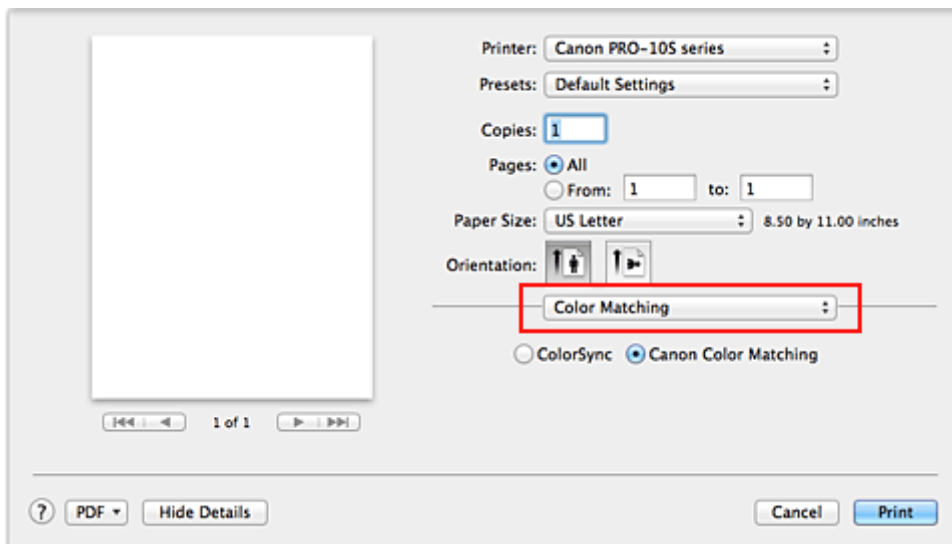 Printer: Canon PRO-10S series
Presets: Default Settings
Copies: 1
Pages: All
From: 1 to: 1
Paper Size: US Letter 8.50 by 11.00 inches
Orientation:
Color Matching
ColorSync Canon Color Matching
1 of 1
? PDF Hide Details Cancel Print